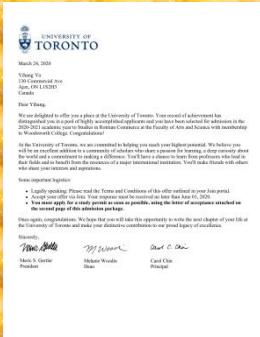 UNIVERSITY OF
TORONTO
March 24, 2020
Yihang Yu
130 Commercial Ave
Ajax, ON
Canada
Dear Yihang,
We are delighted to offer you a place at the University of Toronto. Your record of achievement has
distinguished you in a pool of highly accomplished applicants and you have been selected for admission in the
2020-2021 academic year to Studies in Rotman Commerce at the Faculty of Arts and Science with membership
to Woodsworth College. Congratulations!
At the University of Toronto, we are committed to helping you reach your highest potential. We believe you
will be an excellent addition to a community of scholars who share a passion for learning, a deep curiosity about
the world and a commitment to making a difference. You'll have a chance to learn from professors who lead in
their fields and to benefit from the resources of a major international institution. You'll make friends with others
who share your interests and aspirations.
Some important logistics:
• Legally speaking: Please read the Terms and Conditions of this offer outlined in your Join portal.
• Accept your offer via Join. Your response must be received no later than June 01, 2020.
• You must apply for a study permit as soon as possible, using the letter of acceptance attached on
the second page of this admission package.
Once again, congratulations. We hope that you will take this opportunity to write the next chapter of your life at
the University of Toronto and make your distinctive contribution to our proud legacy of excellence.
Sincerely,
Meric S. Gertler
President
Melanie Woodin
Dean
Carol Chin
Principal